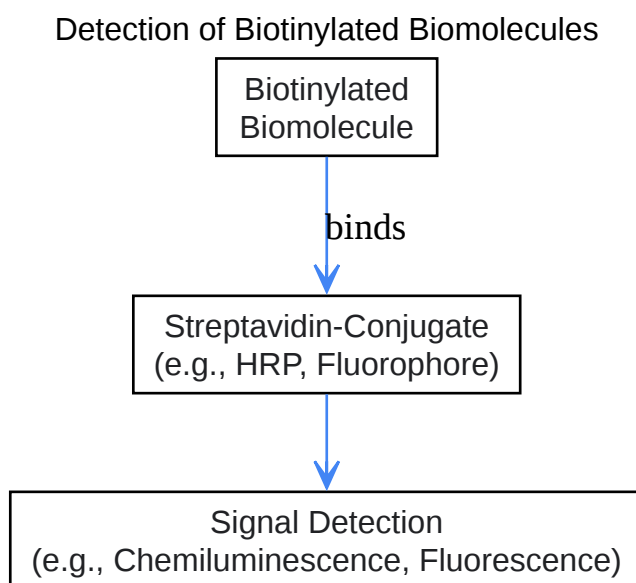 Detection of Biotinylated Biomolecules
Biotinylated
Biomolecule
binds
Streptavidin-Conjugate
(e.g., HRP, Fluorophore)
Signal Detection
(e.g., Chemiluminescence, Fluorescence)